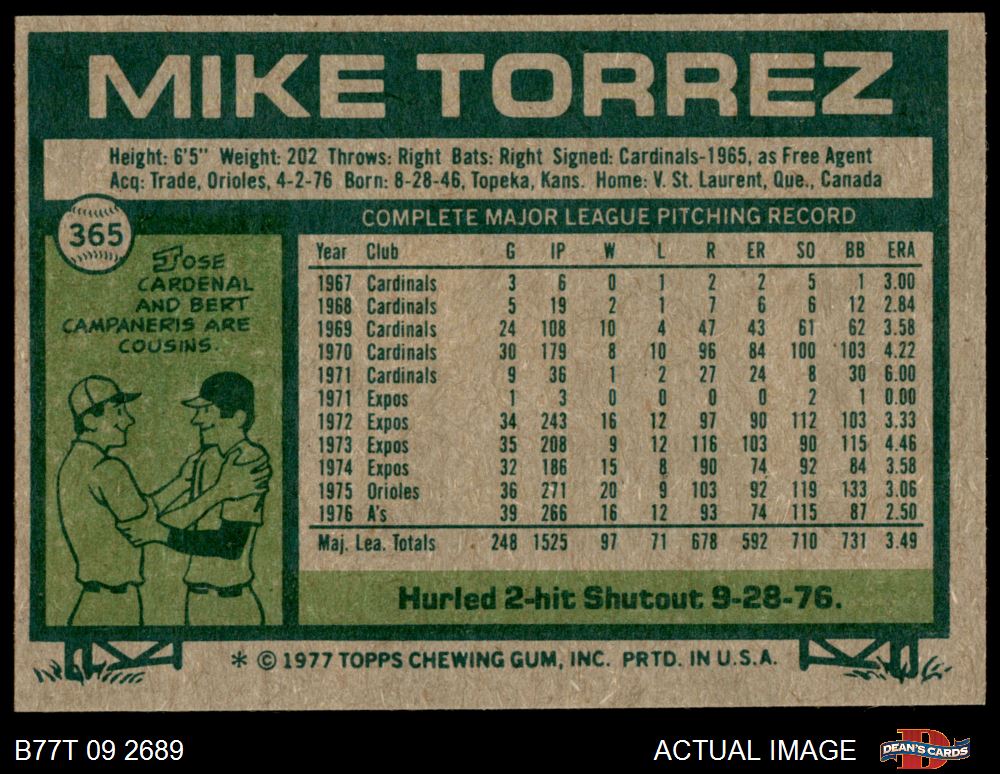 MIKE TORREZ
Height: 6'5" Weight: 202 Throws: Right Bats: Right Signed: Cardinals-1965, as Free Agent
Acq: Trade, Orioles, 4-2-76 Born: 8-28-46, Topeka, Kans. Home: V. St. Laurent, Que., Canada
365
JOSE
CARDENAL
AND BERT
CAMPANERIS ARE
COUSINS.
COMPLETE MAJOR LEAGUE PITCHING RECORD
Year Club G IP W L R ER SO BB ERA
1967 Cardinals 3 6 0 1 2 2 5 1 3.00
1968 Cardinals 5 19 2 1 7 6 6 12 2.84
1969 Cardinals 24 108 10 4 47 43 61 62 3.58
1970 Cardinals 30 179 8 10 96 84 100 103 4.22
1971 Cardinals 9 36 1 2 27 24 8 30 6.00
1971 Expos 1 3 0 0 0 0 2 1 0.00
1972 Expos 34 243 16 12 97 90 112 103 3.33
1973 Expos 35 208 9 12 116 103 90 115 4.46
1974 Expos 32 186 15 8 90 74 92 84 3.58
1975 Orioles 36 271 20 9 103 92 119 133 3.06
1976 A's 39 266 16 12 93 74 115 87 2.50
Maj. Lea. Totals 248 1525 97 71 678 592 710 731 3.49
Hurled 2-hit Shutout 9-28-76.
* © 1977 TOPPS CHEWING GUM, INC. PRTD. IN U.S.A.
B77T 09 2689
ACTUAL IMAGE
DEAN'S CARDS